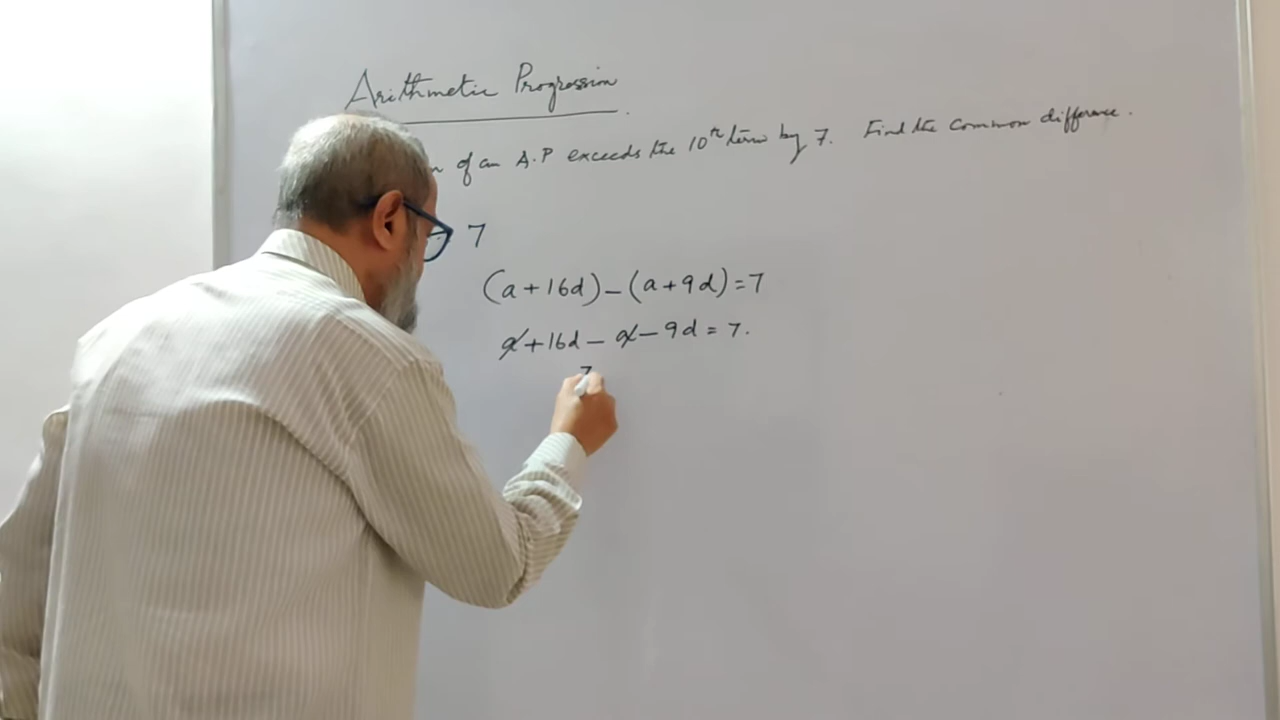 Arithmetic Progression
of an A.P exceeds the 10th term by 7. Find the common difference.
7
(a+16d)-(a+9d)=7
a+16d-a-9d=7.
7